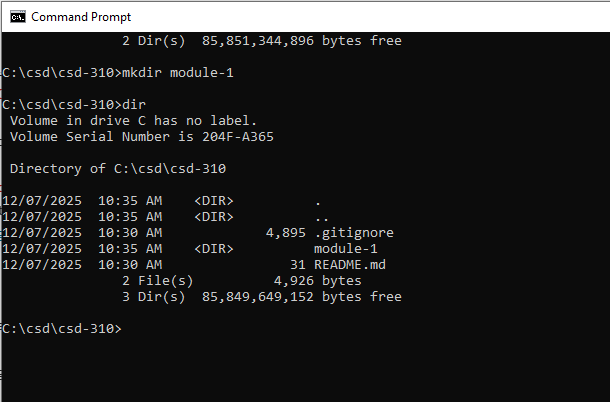 Command Prompt
2 Dir(s)  85,851,344,896 bytes free
C:\csd\csd-310>mkdir module-1
C:\csd\csd-310>dir
Volume in drive C has no label.
Volume Serial Number is 204F-A365
Directory of C:\csd\csd-310
12/07/2025  10:35 AM    <DIR>          .
12/07/2025  10:35 AM    <DIR>          ..
12/07/2025  10:30 AM             4,895 .gitignore
12/07/2025  10:35 AM    <DIR>          module-1
12/07/2025  10:30 AM                31 README.md
2 File(s)          4,926 bytes
3 Dir(s)  85,849,649,152 bytes free
C:\csd\csd-310>